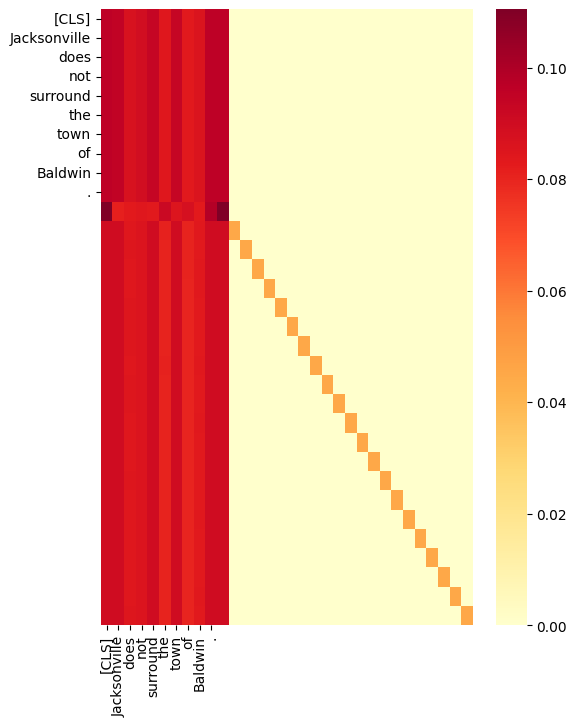 [CLS]
Jacksonville
does
not
surround
the
town
of
Baldwin
.
0.10
0.08
0.06
0.04
0.02
0.00
[CLS]
Jacksonville
does
not
surround
the
town
of
Baldwin
.